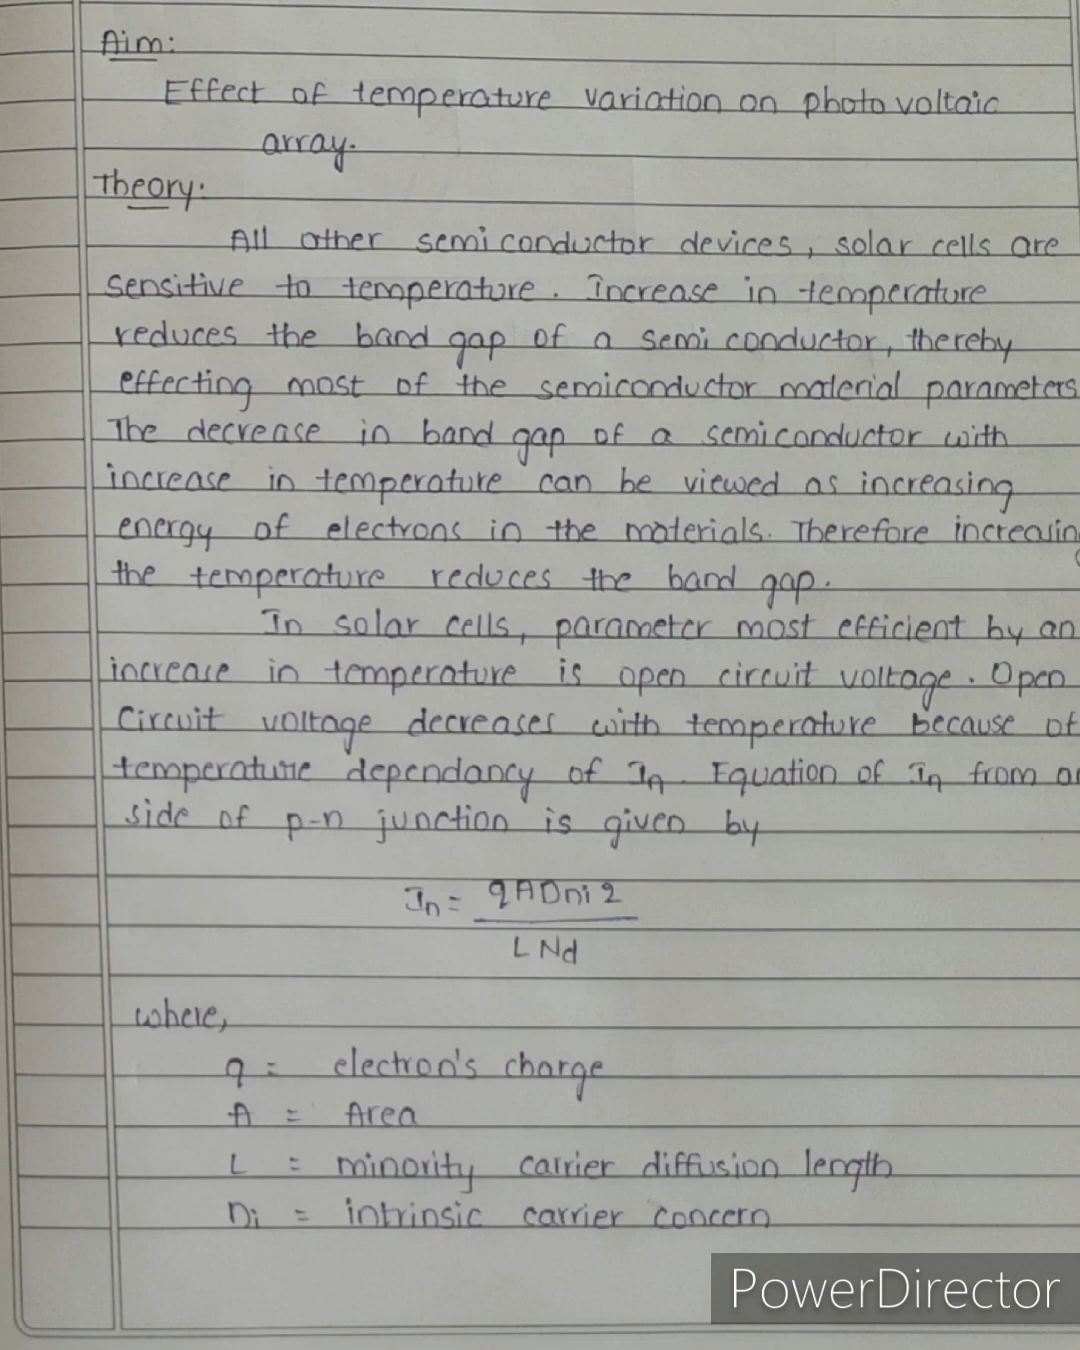 Aim:
Effect of temperature variation on photo voltaic
array.
Theory:
All other semi conductor devices, solar cells are
sensitive to temperature. Increase in temperature
reduces the band gap of a semi conductor, thereby
effecting most of the semiconductor material parameters
The decrease in band gap of a semiconductor with
increase in temperature can be viewed as increasing
energy of electrons in the materials. Therefore increasin
the temperature reduces the band gap.
In solar cells, parameter most efficient by an
increase in temperature is open circuit voltage. Open
Circuit voltage decreases with temperature because of
temperature dependancy of In. Equation of In from
side of p-n junction is given by
In = qADni2
L Nd
where,
q = electron's charge
A = Area
L = minority carrier diffusion length
ni = intrinsic carrier concern
PowerDirector